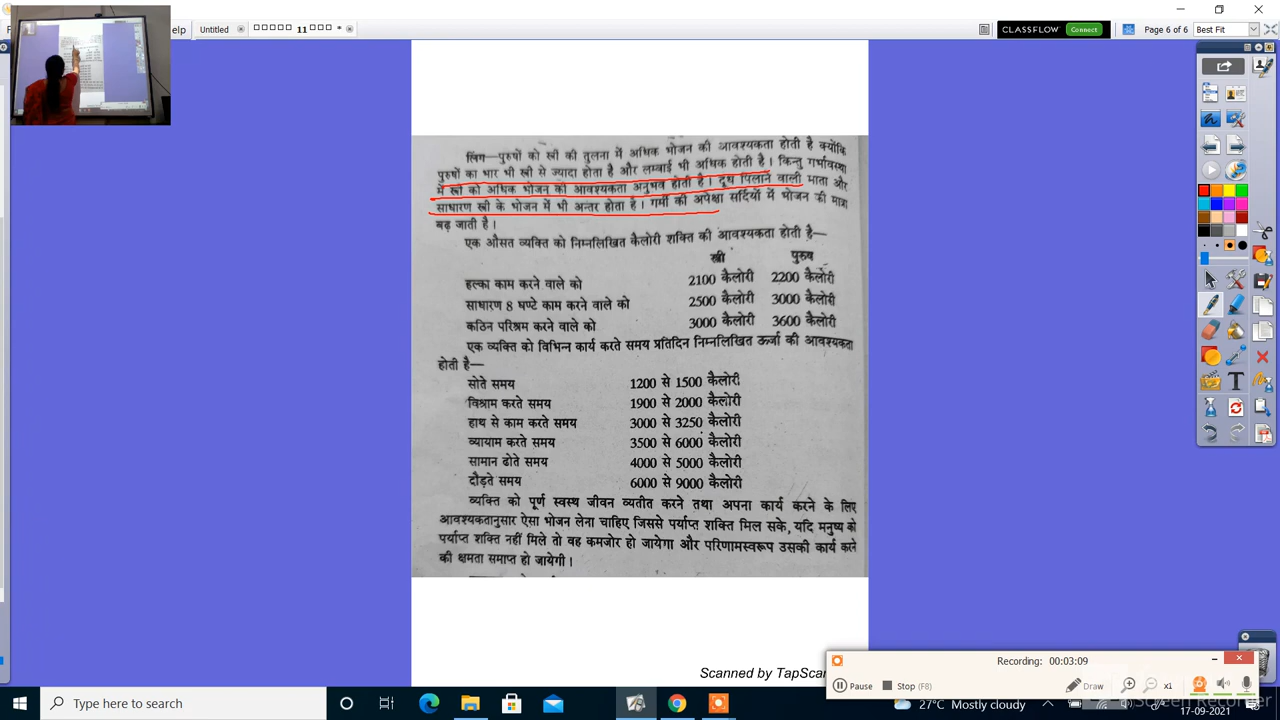 elp Untitled 11 * CLASSFLOW Connect Page 6 of 6 Best Fit
लिंग—पुरुषों को स्त्री की तुलना में अधिक भोजन की आवश्यकता होती है क्योंकि
पुरुषों का भार भी स्त्री से ज्यादा होता है और लम्बाई भी अधिक होती है। किन्तु गर्भावस्था
में स्त्री को अधिक भोजन की आवश्यकता अनुभव होती है। दूध पिलाने वाली माता और
साधारण स्त्री के भोजन में भी अन्तर होता है। गर्मी की अपेक्षा सर्दियों में भोजन की मात्रा
बढ़ जाती है।
एक औसत व्यक्ति को निम्नलिखित कैलोरी शक्ति की आवश्यकता होती है—
स्त्री पुरुष
हल्का काम करने वाले को 2100 कैलोरी 2200 कैलोरी
साधारण 8 घण्टे काम करने वाले को 2500 कैलोरी 3000 कैलोरी
कठिन परिश्रम करने वाले को 3000 कैलोरी 3600 कैलोरी
एक व्यक्ति को विभिन्न कार्य करते समय प्रतिदिन निम्नलिखित ऊर्जा की आवश्यकता
होती है—
सोते समय 1200 से 1500 कैलोरी
विश्राम करते समय 1900 से 2000 कैलोरी
हाथ से काम करते समय 3000 से 3250 कैलोरी
व्यायाम करते समय 3500 से 6000 कैलोरी
सामान ढोते समय 4000 से 5000 कैलोरी
दौड़ते समय 6000 से 9000 कैलोरी
व्यक्ति को पूर्ण स्वस्थ जीवन व्यतीत करने तथा अपना कार्य करने के लिए
आवश्यकतानुसार ऐसा भोजन लेना चाहिए जिससे पर्याप्त शक्ति मिल सके, यदि मनुष्य को
पर्याप्त शक्ति नहीं मिले तो वह कमजोर हो जायेगा और परिणामस्वरूप उसकी कार्य करने
की क्षमता समाप्त हो जायेगी।
Scanned by TapScan
Recording: 00:03:09
Pause Stop (F8) Draw x1
Type here to search 27°C Mostly cloudy 17-09-2021
Screen Recorder